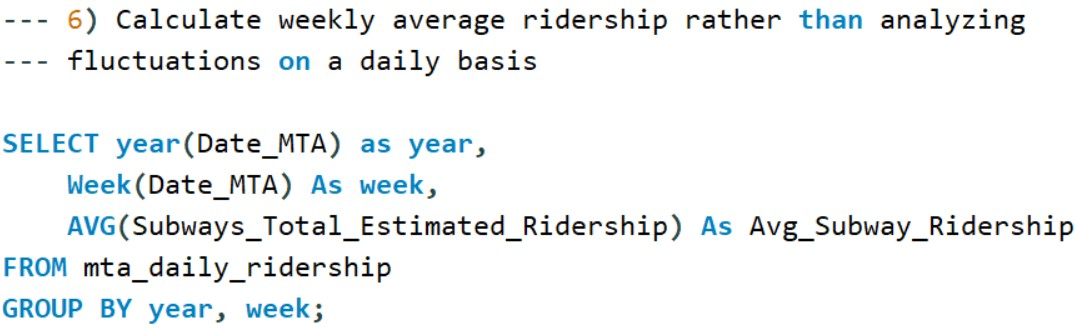 --- 6) Calculate weekly average ridership rather than analyzing
--- fluctuations on a daily basis
SELECT year(Date_MTA) as year,
Week(Date_MTA) As week,
AVG(Subways_Total_Estimated_Ridership) As Avg_Subway_Ridership
FROM mta_daily_ridership
GROUP BY year, week;